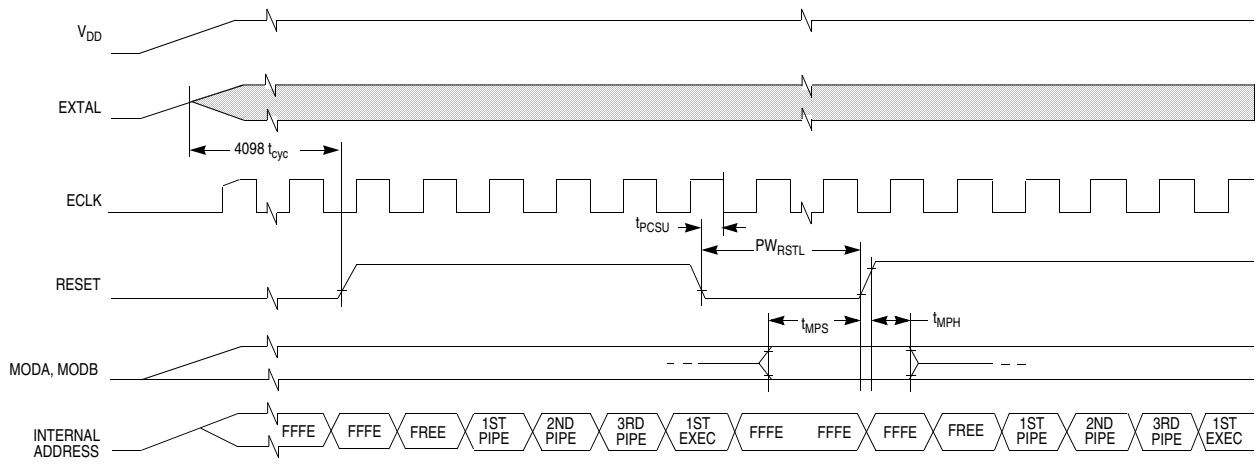 VDD
EXTAL
4098 tcyc
ECLK
tPCSU
PWRSTL
RESET
tMPS
tMPH
MODA, MODB
INTERNAL
ADDRESS
FFFE
FFFE
FREE
1ST
PIPE
2ND
PIPE
3RD
PIPE
1ST
EXEC
FFFE
FFFE
FFFE
FREE
1ST
PIPE
2ND
PIPE
3RD
PIPE
1ST
EXEC